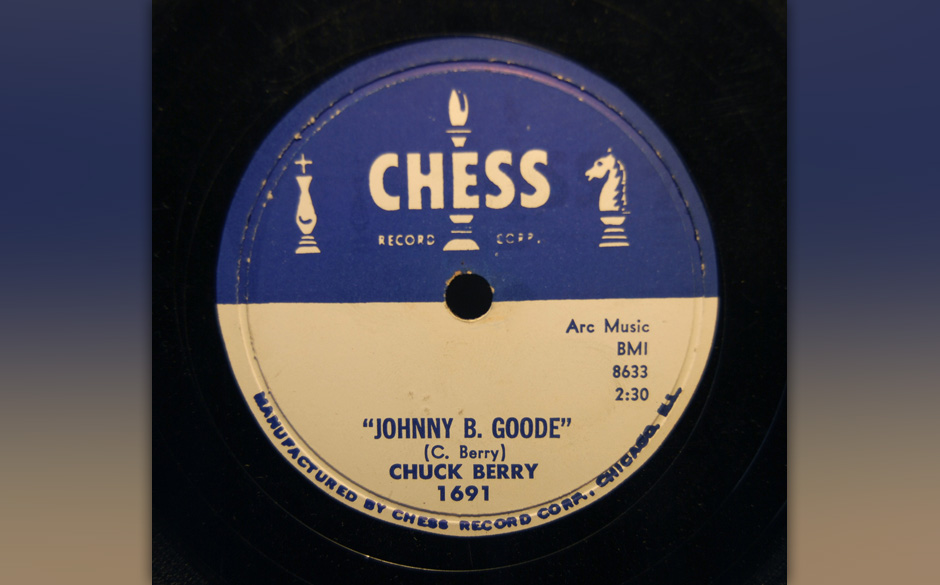 CHESS
RECORD CORP.
Arc Music
BMI
8633
2:30
“JOHNNY B. GOODE”
(C. Berry)
CHUCK BERRY
1691
MANUFACTURED BY CHESS RECORD CORP., CHICAGO, ILL.